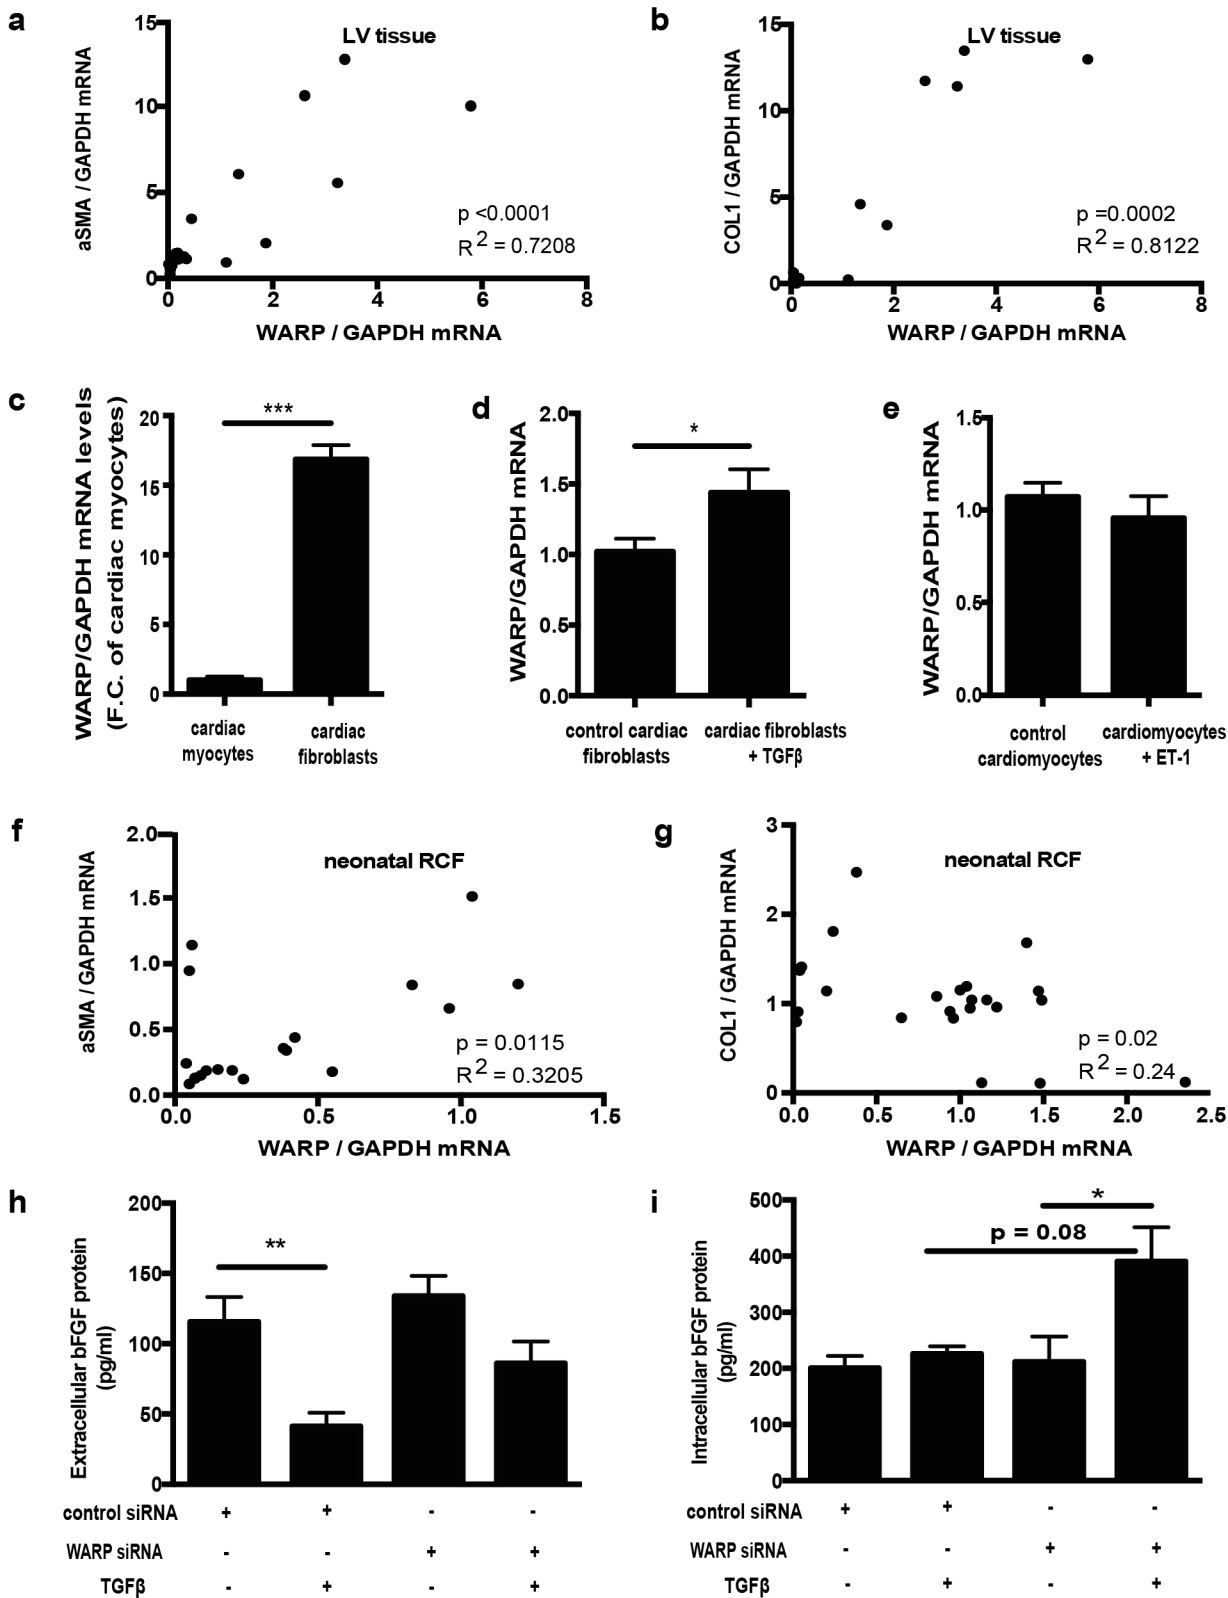 a
15
10
5
0
aSMA / GAPDH mRNA
LV tissue
p <0.0001
R2 = 0.7208
0 2 4 6 8
WARP / GAPDH mRNA
b
15
10
5
0
COL1 / GAPDH mRNA
LV tissue
p =0.0002
R2 = 0.8122
0 2 4 6 8
WARP / GAPDH mRNA
c
WARP/GAPDH mRNA levels
(F.C. of cardiac myocytes)
20
15
10
5
0
***
cardiac
myocytes
cardiac
fibroblasts
d
WARP/GAPDH mRNA
2.0
1.5
1.0
0.5
0.0
*
control cardiac
fibroblasts
cardiac fibroblasts
+ TGFβ
e
WARP/GAPDH mRNA
1.5
1.0
0.5
0.0
control
cardiomyocytes
cardiomyocytes
+ ET-1
f
aSMA / GAPDH mRNA
2.0
1.5
1.0
0.5
0.0
neonatal RCF
p = 0.0115
R2 = 0.3205
0.0 0.5 1.0 1.5
WARP / GAPDH mRNA
g
COL1 / GAPDH mRNA
3
2
1
0
neonatal RCF
p = 0.02
R2 = 0.24
0.0 0.5 1.0 1.5 2.0 2.5
WARP / GAPDH mRNA
h
Extracellular bFGF protein
(pg/ml)
200
150
100
50
0
**
control siRNA + + - -
WARP siRNA - - + +
TGFβ - + - +
i
Intracellular bFGF protein
(pg/ml)
500
400
300
200
100
0
*
p = 0.08
control siRNA + + - -
WARP siRNA - - + +
TGFβ - + - +